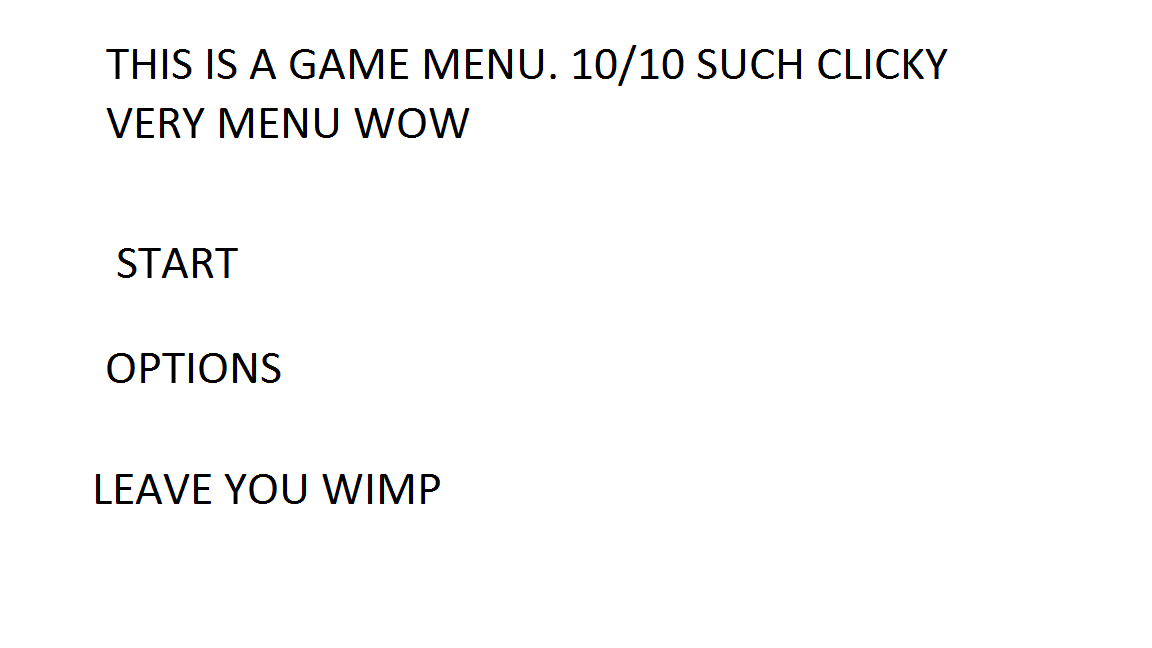 THIS IS A GAME MENU. 10/10 SUCH CLICKY
VERY MENU WOW
START
OPTIONS
LEAVE YOU WIMP